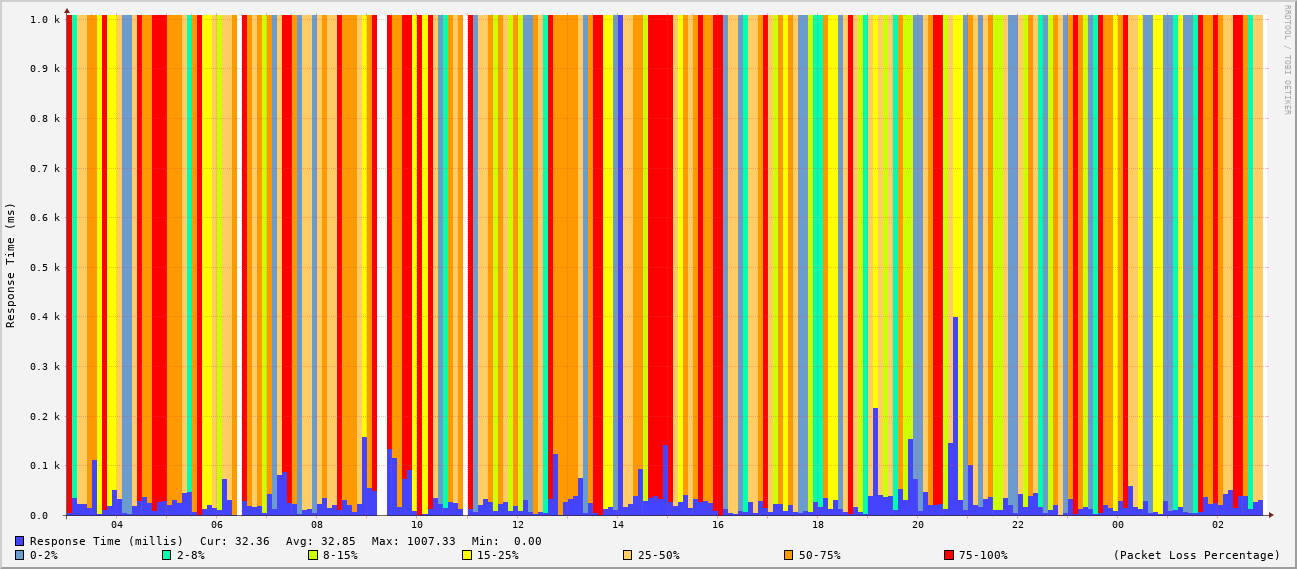 1.0 k
0.9 k
0.8 k
0.7 k
0.6 k
0.5 k
0.4 k
0.3 k
0.2 k
0.1 k
0.0
Response Time (ms)
RRDTOOL / TOBI OETIKER
04 06 08 10 12 14 16 18 20 22 00 02
Response Time (millis) Cur: 32.36 Avg: 32.85 Max: 1007.33 Min: 0.00
0-2% 2-8% 8-15% 15-25% 25-50% 50-75% 75-100% (Packet Loss Percentage)